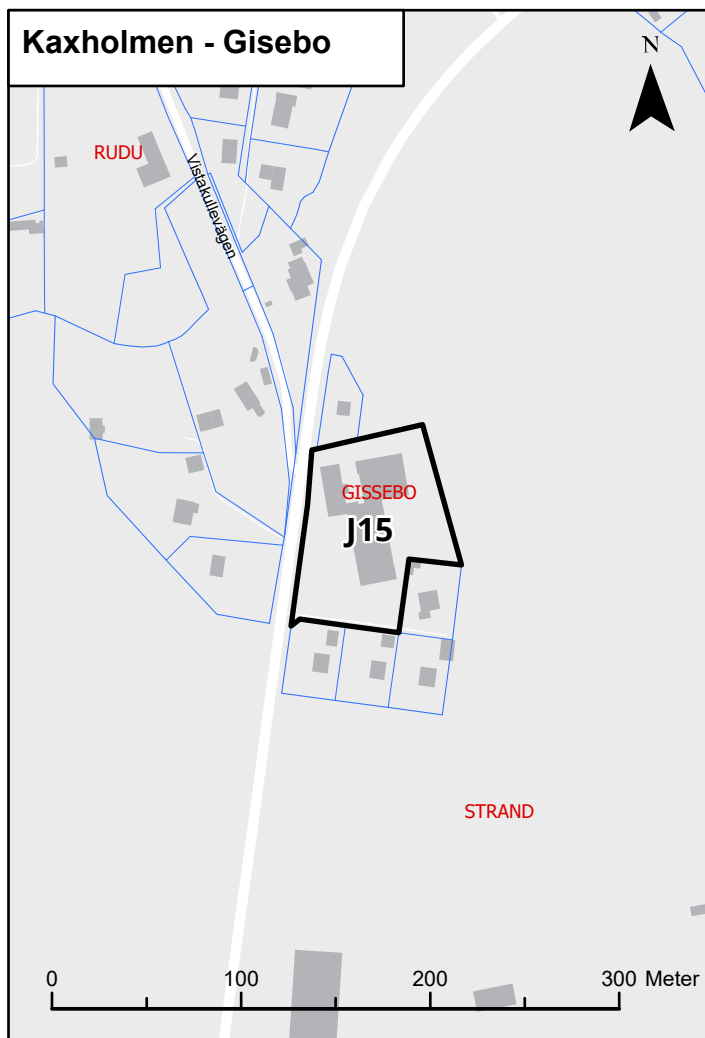 Kaxholmen - Gisebo
N
RUDU
Vistakullevägen
GISSEBO
J15
STRAND
0 100 200 300 Meter